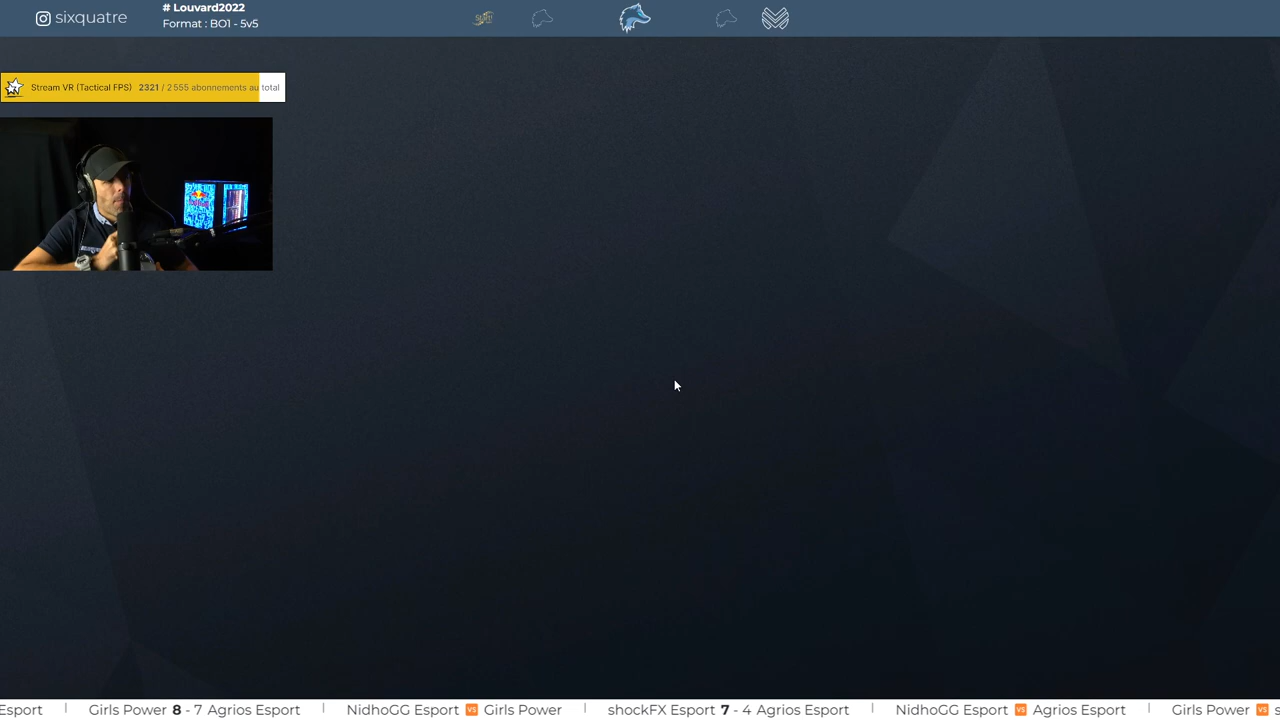 sixquatre
# Louvard2022
Format : BO1 - 5v5
Stream VR (Tactical FPS) 2321 / 2 555 abonnements au total
Esport | Girls Power 8 - 7 Agrios Esport | NidhoGG Esport VS Girls Power | shockFX Esport 7 - 4 Agrios Esport | NidhoGG Esport VS Agrios Esport | Girls Power VS